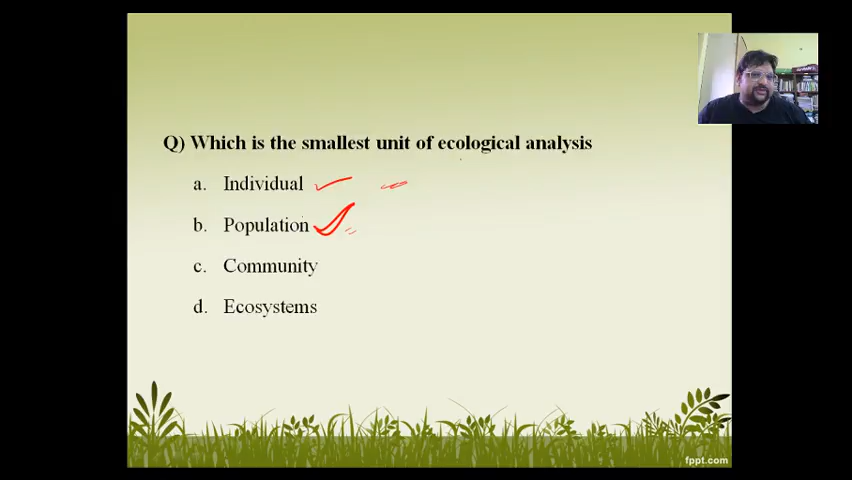 Q) Which is the smallest unit of ecological analysis
a. Individual
b. Population
c. Community
d. Ecosystems
fppt.com